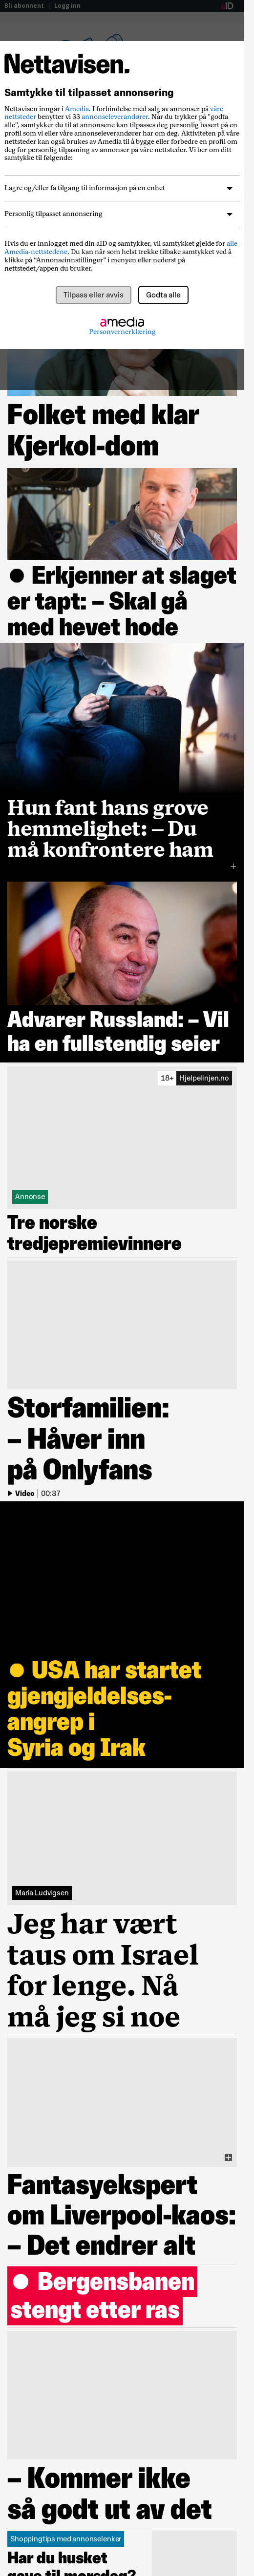 Bli abonnent | Logg inn
aID
Nettavisen.
Samtykke til tilpasset annonsering
Nettavisen inngår i Amedia. I forbindelse med salg av annonser på våre
nettsteder benytter vi 33 annonseleverandører. Når du trykker på "godta
alle", samtykker du til at annonsene kan tilpasses deg personlig basert på en
profil som vi eller våre annonseleverandører har om deg. Aktiviteten på våre
nettsteder kan også brukes av Amedia til å bygge eller forbedre en profil om
deg for personlig tilpasning av annonser på våre nettsteder. Vi ber om ditt
samtykke til følgende:
Lagre og/eller få tilgang til informasjon på en enhet
Personlig tilpasset annonsering
Hvis du er innlogget med din aID og samtykker, vil samtykket gjelde for alle
Amedia-nettstedene. Du kan når som helst trekke tilbake samtykket ved å
klikke på “Annonseinnstillinger” i menyen eller nederst på
nettstedet/appen du bruker.
Tilpass eller avvis
Godta alle
amedia
Personvernerklæring
Folket med klar
Kjerkol-dom
Erkjenner at slaget
er tapt: – Skal gå
med hevet hode
Hun fant hans grove
hemmelighet: – Du
må konfrontere ham
Advarer Russland: – Vil
ha en fullstendig seier
18+ Hjelpelinjen.no
Annonse
Tre norske
tredjepremievinnere
Storfamilien:
– Håver inn
på Onlyfans
Video | 00:37
USA har startet
gjengjeldelses-
angrep i
Syria og Irak
Maria Ludvigsen
Jeg har vært
taus om Israel
for lenge. Nå
må jeg si noe
Fantasyekspert
om Liverpool-kaos:
– Det endrer alt
Bergensbanen
stengt etter ras
– Kommer ikke
så godt ut av det
Shoppingtips med annonselenker
Har du husket
gave til morsdag?